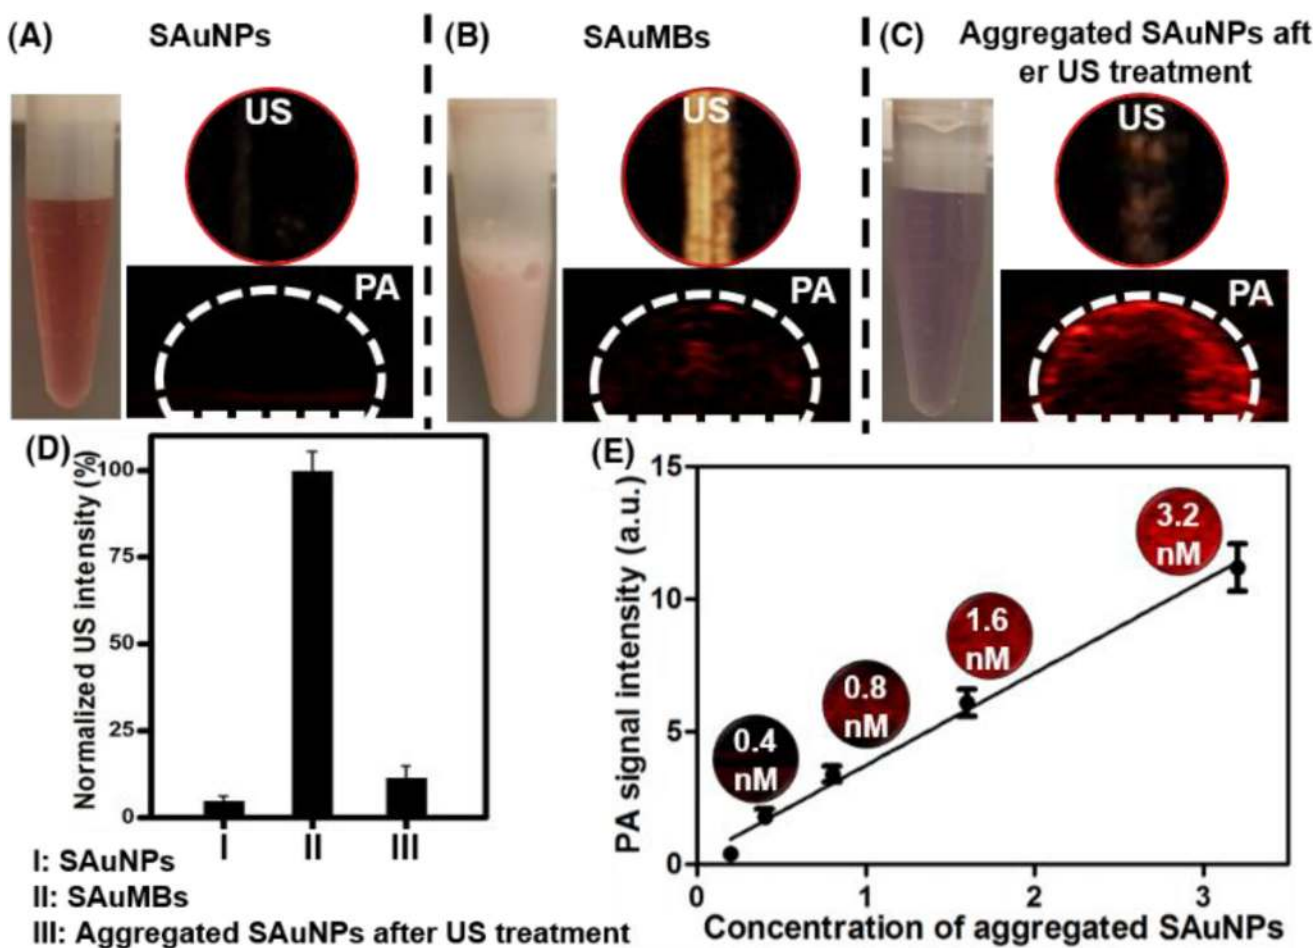 (A) SAuNPs
US
PA
(B) SAuMBs
US
PA
(C) Aggregated SAuNPs aft
er US treatment
US
PA
(D)
Normalized US intensity (%)
100
75
50
25
0
I II III
I: SAuNPs
II: SAuMBs
III: Aggregated SAuNPs after US treatment
(E)
PA signal intensity (a.u.)
15
10
5
0
0.4
nM
0.8
nM
1.6
nM
3.2
nM
0 1 2 3
Concentration of aggregated SAuNPs